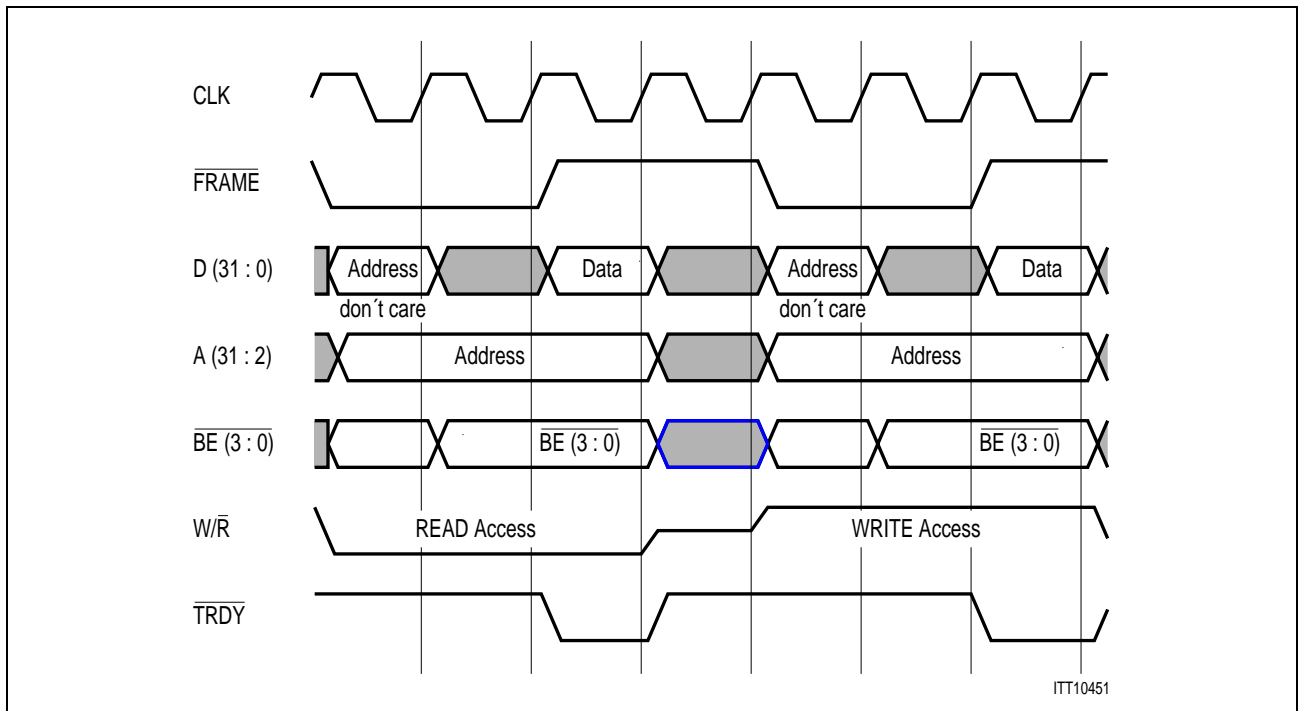 CLK
FRAME
D (31 : 0) Address Data Address Data
don´t care don´t care
A (31 : 2) Address Address
BE (3 : 0) BE (3 : 0) BE (3 : 0)
W/R READ Access WRITE Access
TRDY
ITT10451